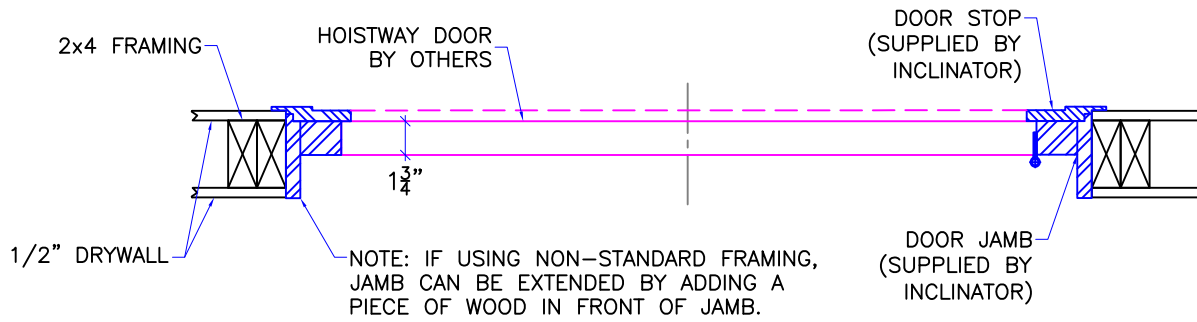 2x4 FRAMING
HOISTWAY DOOR
BY OTHERS
DOOR STOP
(SUPPLIED BY
INCLINATOR)
1 3/4”
1/2” DRYWALL
NOTE: IF USING NON-STANDARD FRAMING,
JAMB CAN BE EXTENDED BY ADDING A
PIECE OF WOOD IN FRONT OF JAMB.
DOOR JAMB
(SUPPLIED BY
INCLINATOR)